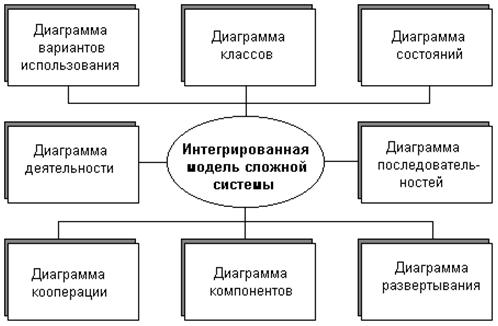 Диаграмма
вариантов
использования
Диаграмма
классов
Диаграмма
состояний
Диаграмма
деятельности
Интегрированная
модель сложной
системы
Диаграмма
последователь-
ностей
Диаграмма
кооперации
Диаграмма
компонентов
Диаграмма
развертывания